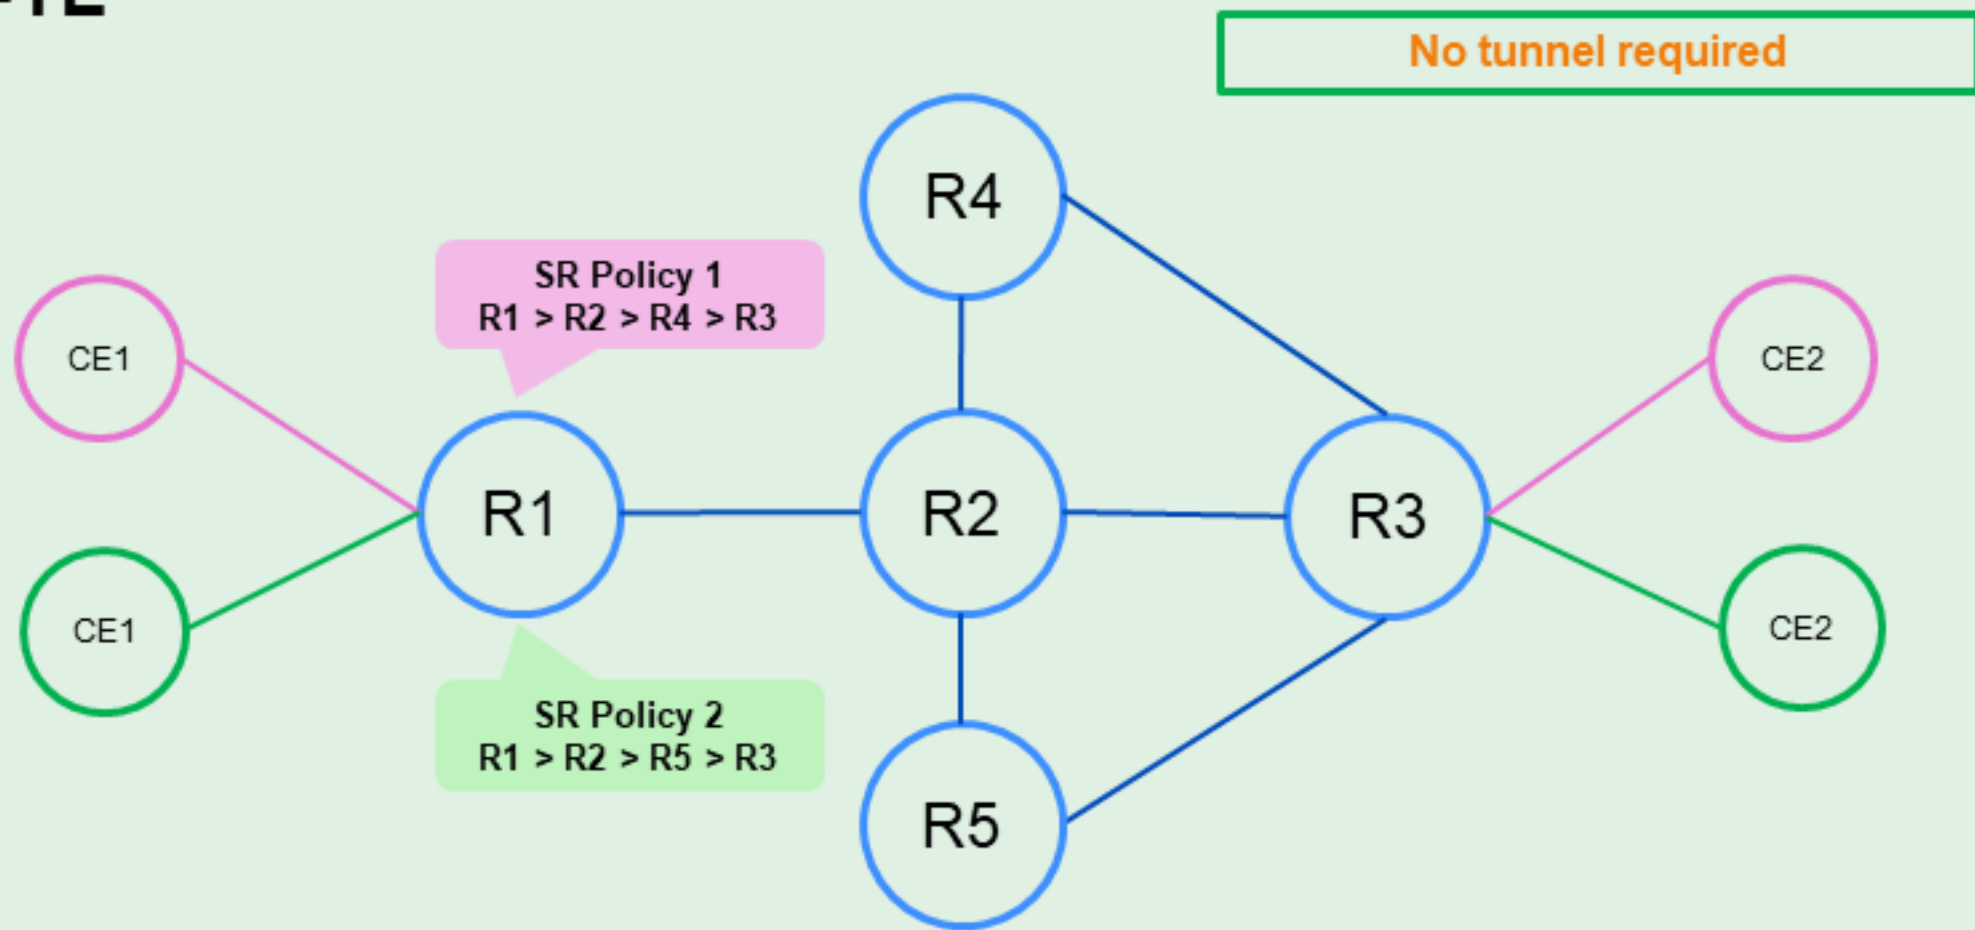 No tunnel required
R4
SR Policy 1
R1 > R2 > R4 > R3
CE1
CE2
R1
R2
R3
CE1
CE2
SR Policy 2
R1 > R2 > R5 > R3
R5